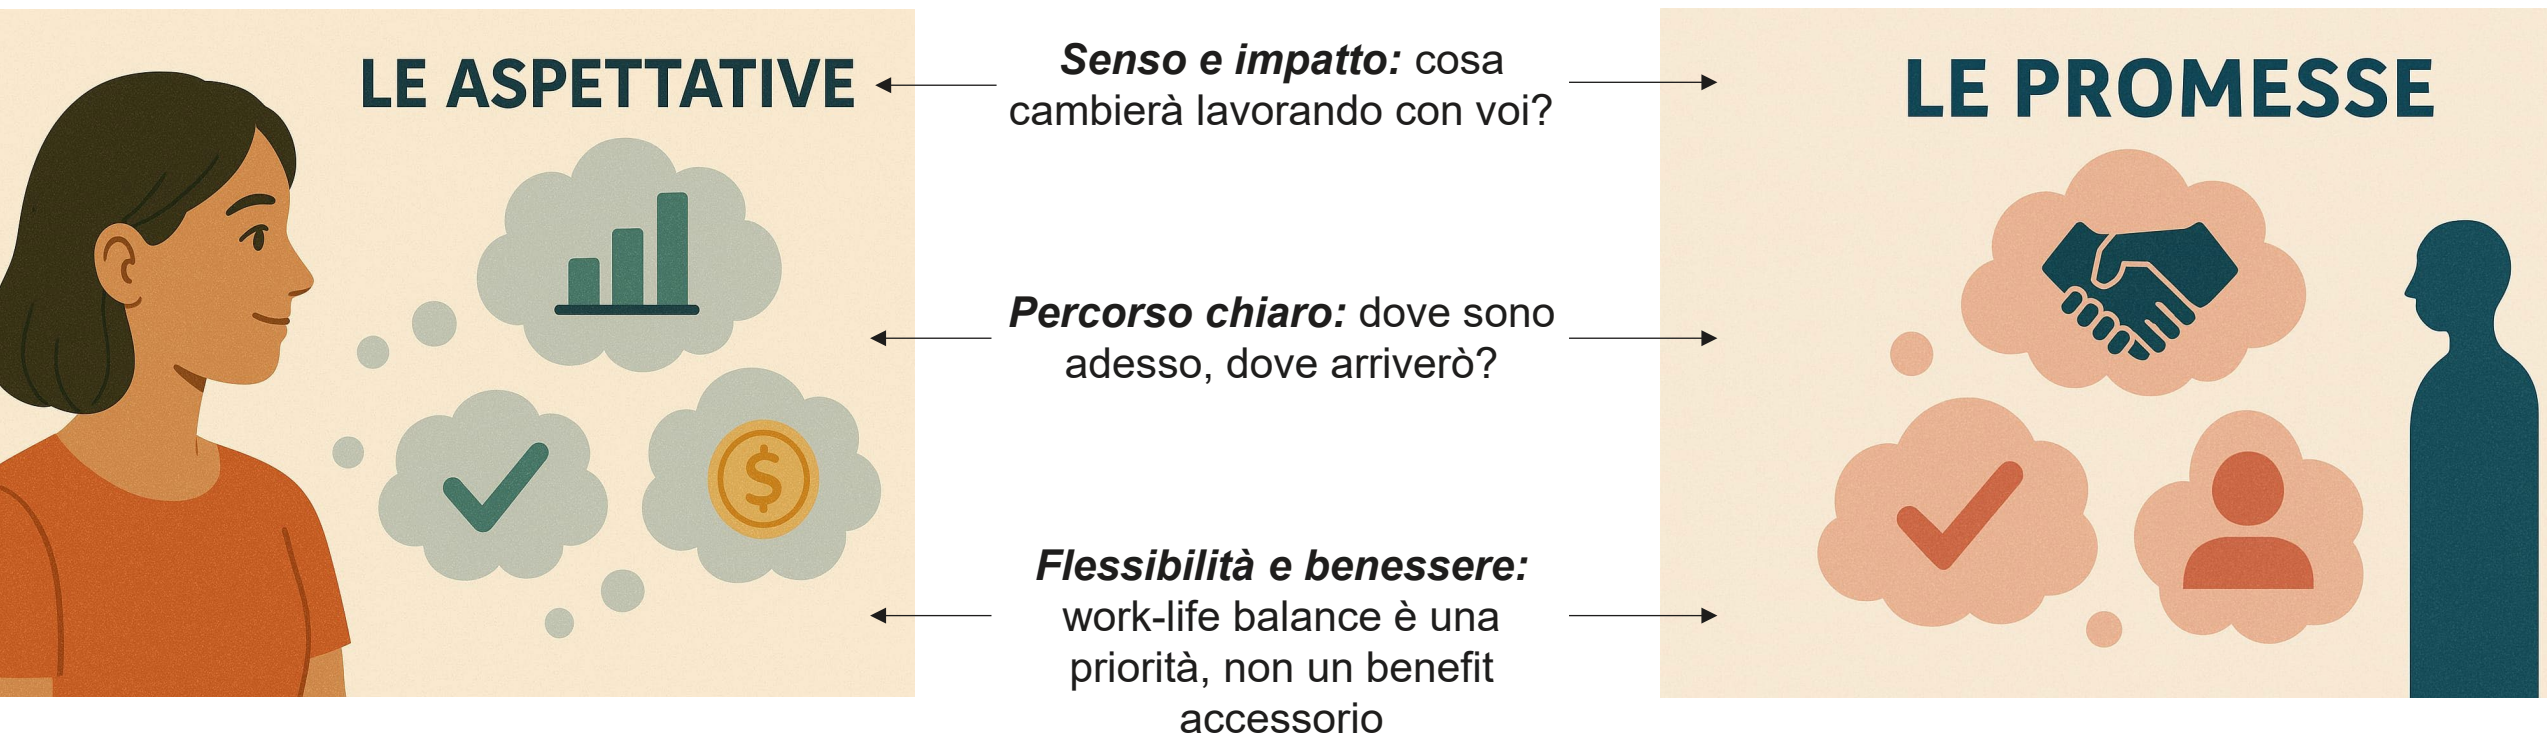 LE ASPETTATIVE
Senso e impatto: cosa
cambierà lavorando con voi?
Percorso chiaro: dove sono
adesso, dove arriverò?
Flessibilità e benessere:
work-life balance è una
priorità, non un benefit
accessorio
LE PROMESSE
$